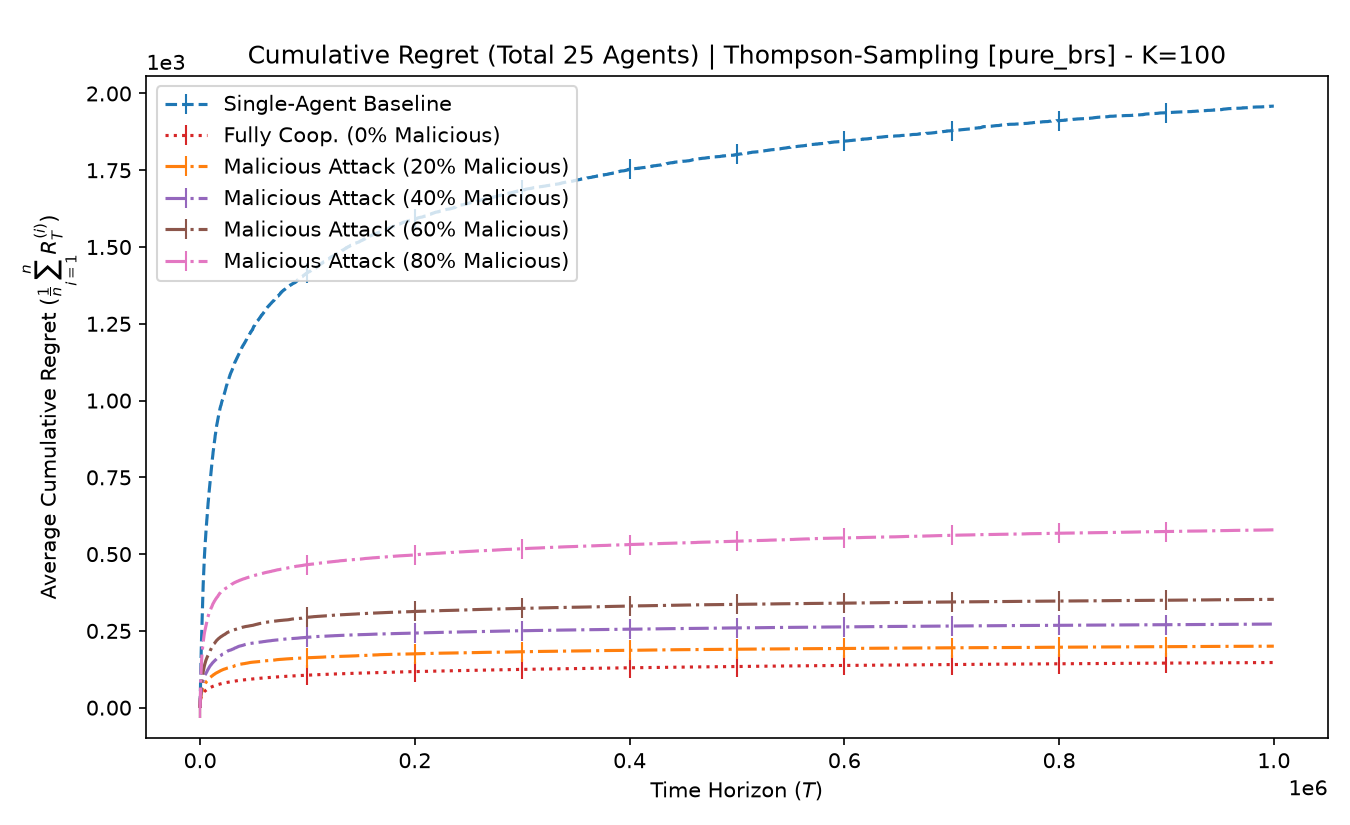 Cumulative Regret (Total 25 Agents) | Thompson-Sampling [pure_brs] - K=100
1e3
2.00
1.75
1.50
1.25
1.00
0.75
0.50
0.25
0.00
Average Cumulative Regret ($\frac{1}{n}\sum_{i=1}^{n} R_T^{(i)}$)
Single-Agent Baseline
Fully Coop. (0% Malicious)
Malicious Attack (20% Malicious)
Malicious Attack (40% Malicious)
Malicious Attack (60% Malicious)
Malicious Attack (80% Malicious)
0.0 0.2 0.4 0.6 0.8 1.0
1e6
Time Horizon (T)